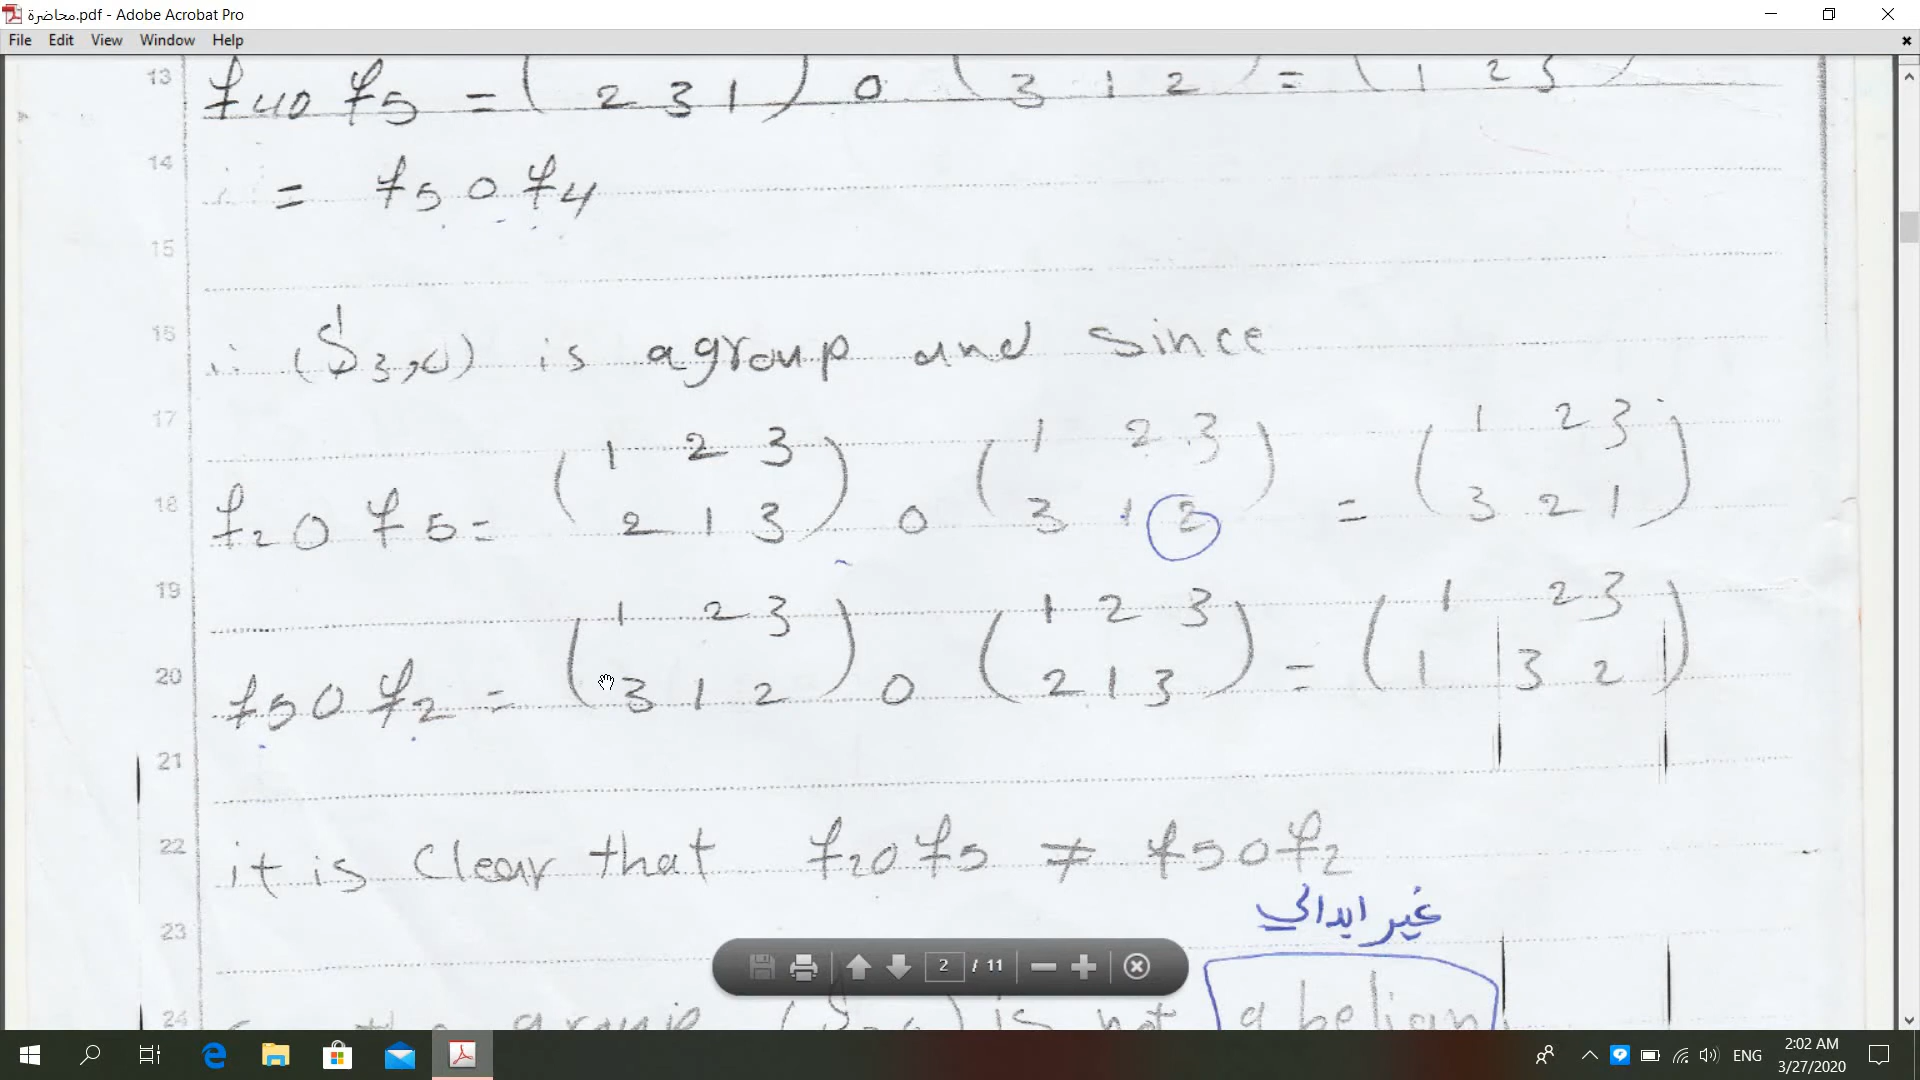 محاضرة.pdf - Adobe Acrobat Pro
File Edit View Window Help
13 f4 o f5 = ( 2 3 1 ) o ( 3 1 2 ) = ( 1 2 3 )
14 = f5 o f4
15
16 ∴ (S3,o) is a group and since
17 ( 1 2 3 ) ( 1 2 3 ) ( 1 2 3 )
18 f2 o f5 = ( 2 1 3 ) o ( 3 1 2 ) = ( 3 2 1 )
19 ( 1 2 3 ) ( 1 2 3 ) ( 1 2 3 )
20 f5 o f2 = ( 3 1 2 ) o ( 2 1 3 ) = ( 1 3 2 )
21
22 it is clear that f2 o f5 ≠ f5 o f2
غير ابدالي
23
2 / 11
24 the group is not abelian
ENG
2:02 AM
3/27/2020